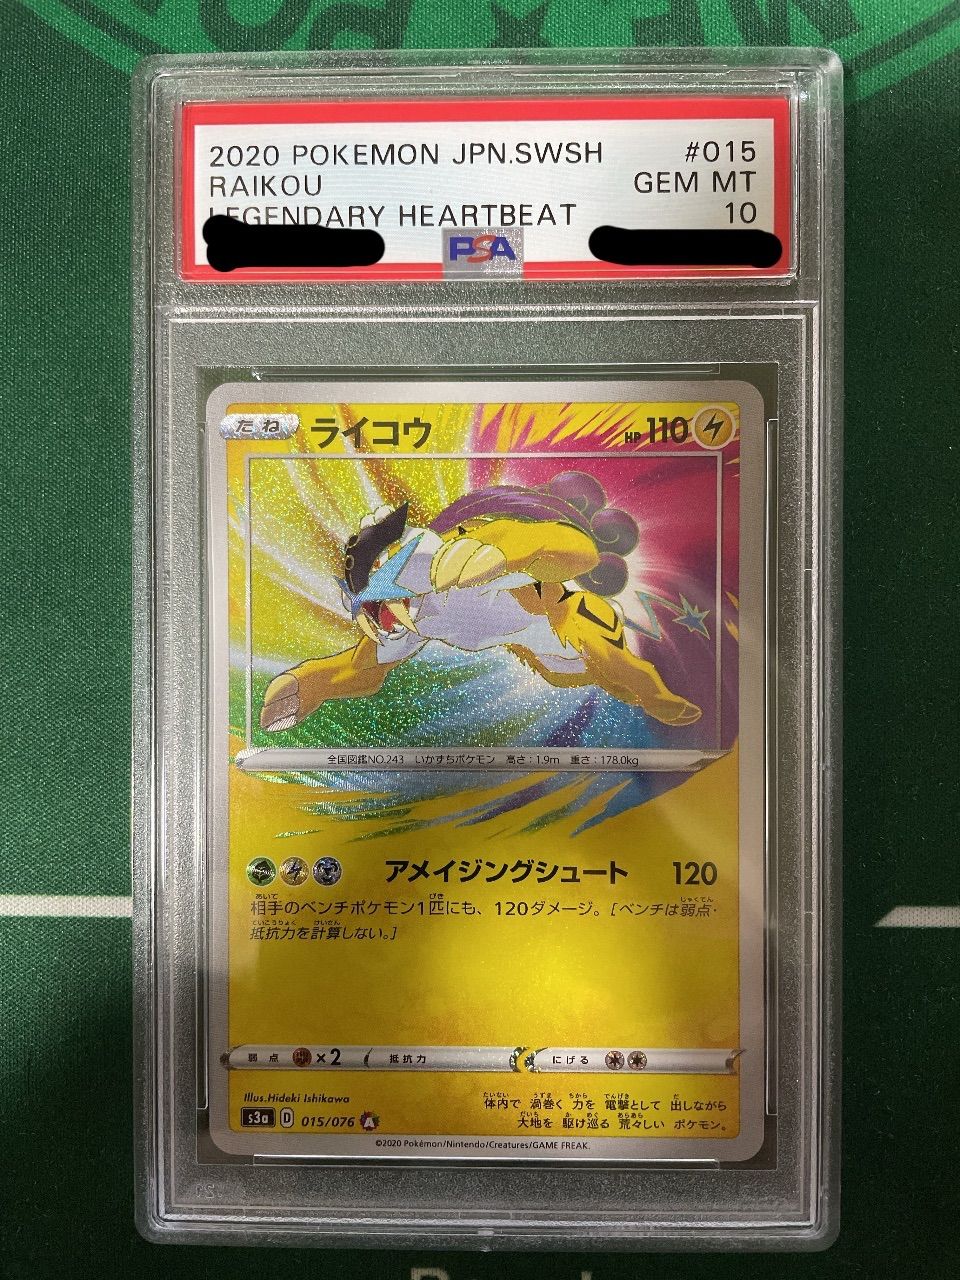 2020 POKEMON JPN.SWSH #015
RAIKOU GEM MT
LEGENDARY HEARTBEAT 10
PSA
たね ライコウ HP110
全国図鑑NO.243 いかずちポケモン 高さ:1.9m 重さ:178.0kg
アメイジングシュート 120
相手のベンチポケモン1匹にも、120ダメージ。[ベンチは弱点・
抵抗力を計算しない。]
弱点 ×2 抵抗力 にげる
Illus.Hideki Ishikawa
s3a D 015/076 A
体内で 渦巻く 力を 電撃として 出しながら
大地を 駆け巡る 荒々しい ポケモン。
©2020 Pokémon/Nintendo/Creatures/GAME FREAK.